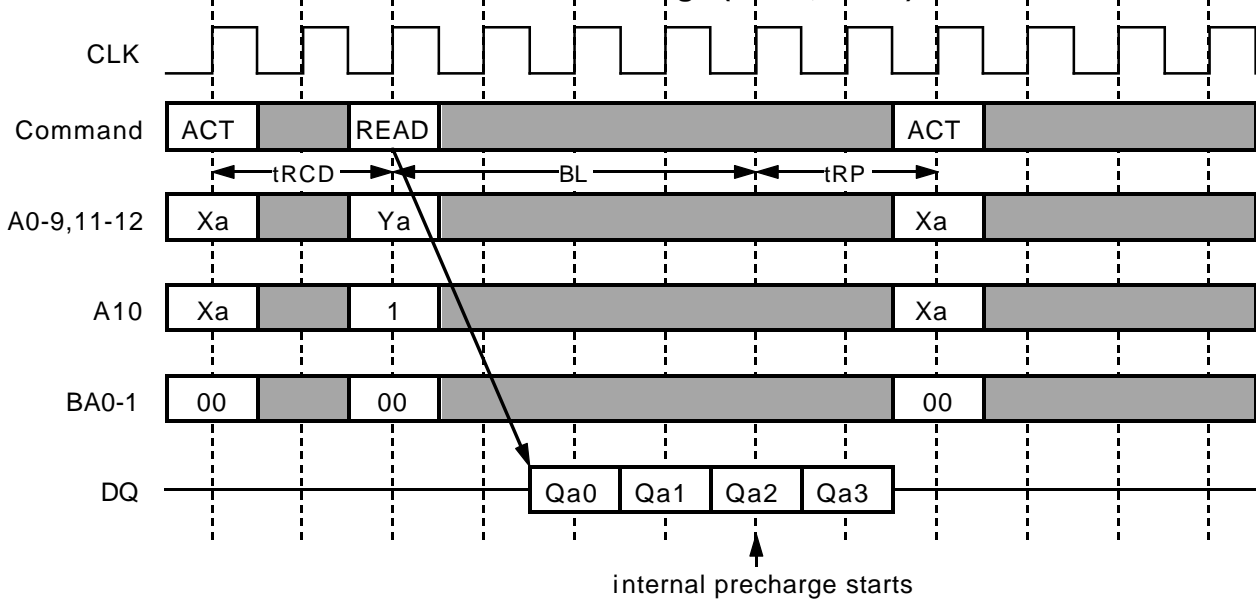 CLK
Command ACT READ ACT
tRCD BL tRP
A0-9,11-12 Xa Ya Xa
A10 Xa 1 Xa
BA0-1 00 00 00
DQ Qa0 Qa1 Qa2 Qa3
internal precharge starts